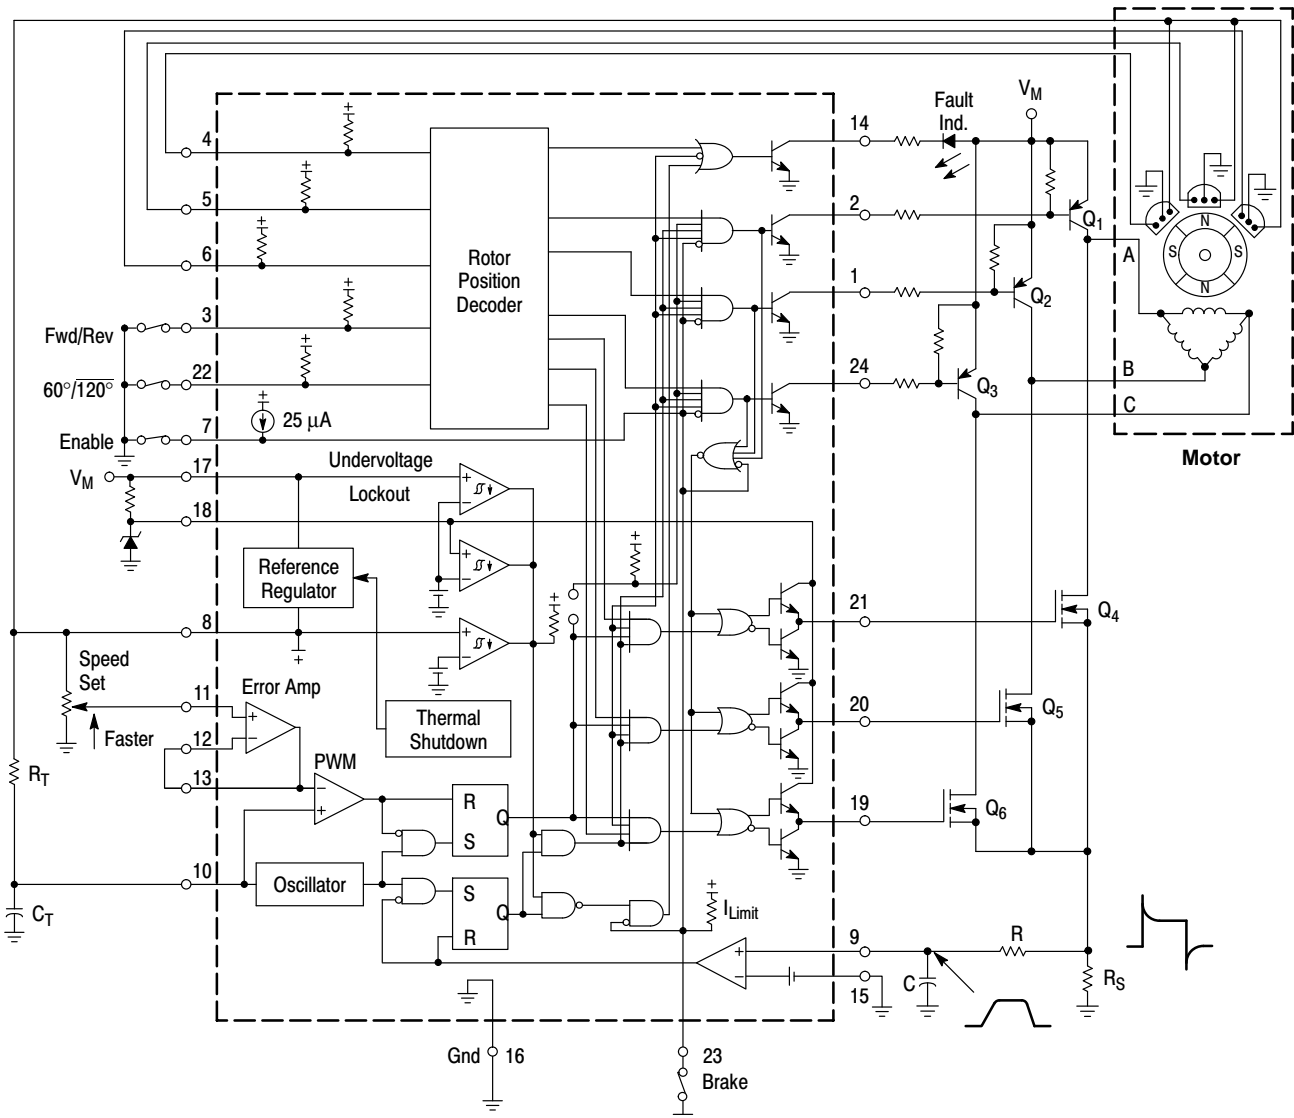 V_M
Fault
Ind.
14
4
5
2
Q1
N
S
S
N
A
6
Rotor
Position
Decoder
1
Q2
3
Fwd/Rev
22
60°/120°
24
Q3
B
C
25 µA
7
Enable
Motor
17
V_M
Undervoltage
Lockout
18
Reference
Regulator
21
Q4
8
Speed
Set
11
Error Amp
Faster
12
Thermal
Shutdown
20
Q5
13
R_T
PWM
R
Q
S
19
Q6
10
Oscillator
C_T
S
Q
R
I_Limit
9
R
C
R_S
15
Gnd
16
23
Brake